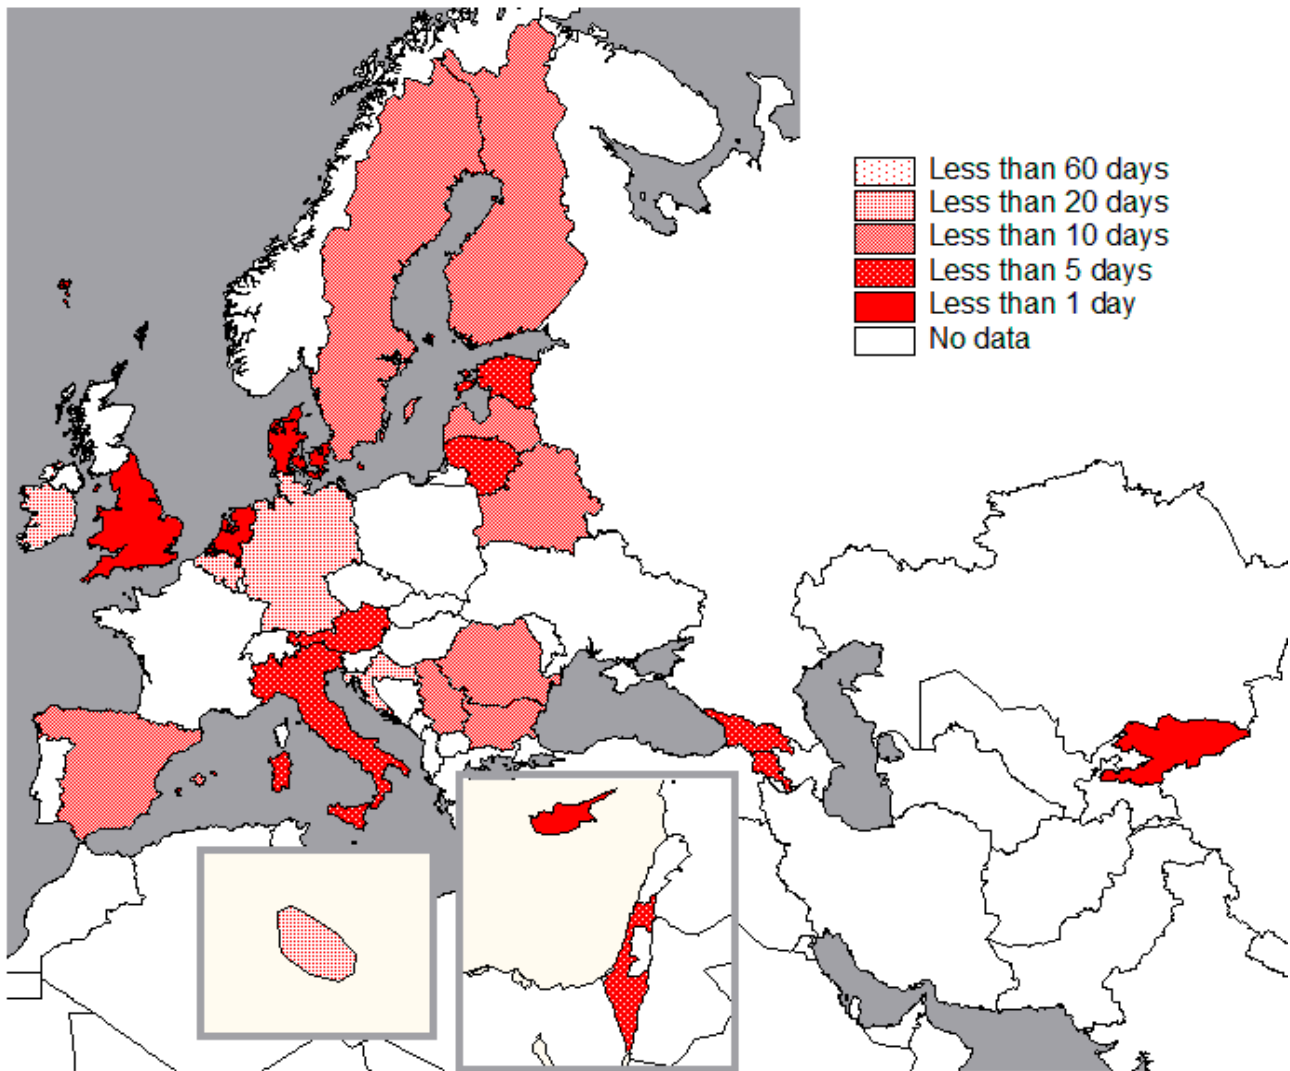 Less than 60 days
Less than 20 days
Less than 10 days
Less than 5 days
Less than 1 day
No data